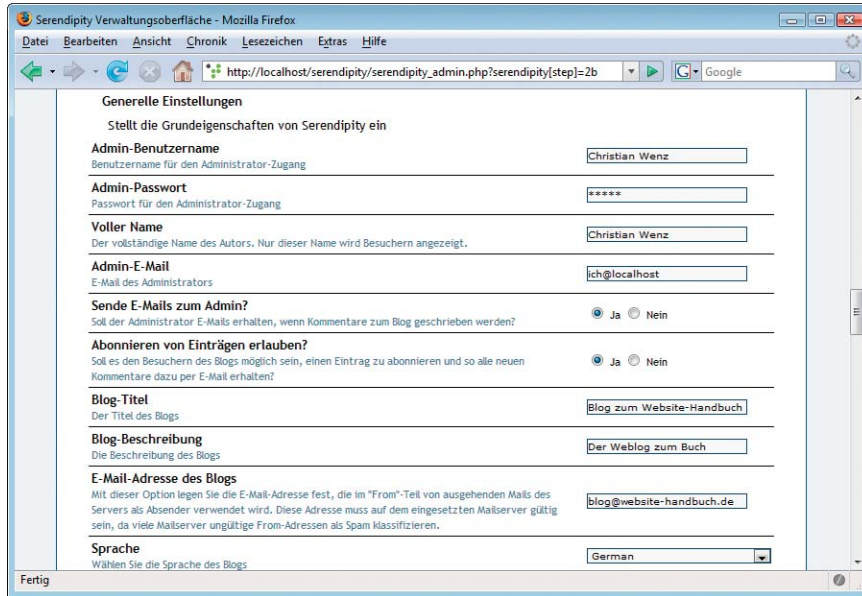 Serendipity Verwaltungsoberfläche - Mozilla Firefox
Datei Bearbeiten Ansicht Chronik Lesezeichen Extras Hilfe
http://localhost/serendipity/serendipity_admin.php?serendipity[step]=2b
G Google
Generelle Einstellungen
Stellt die Grundeigenschaften von Serendipity ein
Admin-Benutzername
Benutzername für den Administrator-Zugang
Christian Wenz
Admin-Passwort
Passwort für den Administrator-Zugang
*****
Voller Name
Der vollständige Name des Autors. Nur dieser Name wird Besuchern angezeigt.
Christian Wenz
Admin-E-Mail
E-Mail des Administrators
ich@localhost
Sende E-Mails zum Admin?
Soll der Administrator E-Mails erhalten, wenn Kommentare zum Blog geschrieben werden?
Ja Nein
Abonnieren von Einträgen erlauben?
Soll es den Besuchern des Blogs möglich sein, einen Eintrag zu abonnieren und so alle neuen
Kommentare dazu per E-Mail erhalten?
Ja Nein
Blog-Titel
Der Titel des Blogs
Blog zum Website-Handbuch
Blog-Beschreibung
Die Beschreibung des Blogs
Der Weblog zum Buch
E-Mail-Adresse des Blogs
Mit dieser Option legen Sie die E-Mail-Adresse fest, die im "From"-Teil von ausgehenden Mails des
Servers als Absender verwendet wird. Diese Adresse muss auf dem eingesetzten Mailserver gültig
sein, da viele Mailserver ungültige From-Adressen als Spam klassifizieren.
blog@website-handbuch.de
Sprache
Wählen Sie die Sprache des Blogs
German
Fertig